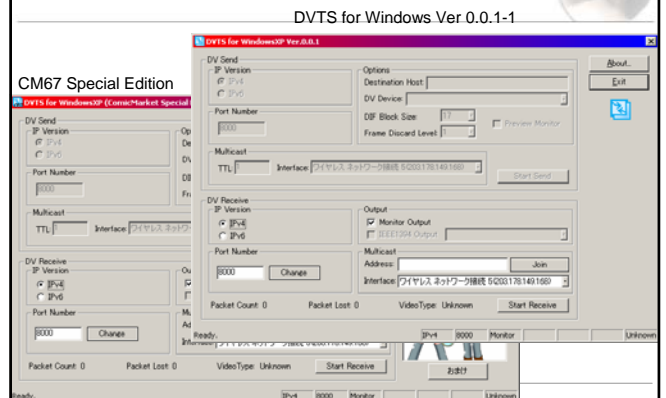 DVTS for Windows Ver 0.0.1-1
DVTS for WindowsXP Ver.0.0.1
DV Send
IP Version
IPv4
IPv6
Port Number
8000
Multicast
TTL: 1
Interface: ワイヤレス ネットワーク接続 5(203.178.149.168)
Options
Destination Host:
DV Device:
DIF Block Size: 17
Frame Discard Level: 1
Preview Monitor
Start Send
About..
Exit
DV Receive
IP Version
IPv4
IPv6
Port Number
8000
Change
Output
Monitor Output
IEEE1394 Output
Multicast
Address:
Join
Interface: ワイヤレス ネットワーク接続 5(203.178.149.168)
Packet Count: 0
Packet Lost: 0
VideoType: Unknown
Start Receive
Ready..
IPv4
8000
Monitor
Unknown
CM67 Special Edition
DVTS for WindowsXP (ComicMarket Special
DV Send
IP Version
IPv4
IPv6
Port Number
8000
Multicast
TTL: 1
Interface: ワイヤレス ネットワ
DV Receive
IP Version
IPv4
IPv6
Port Number
8000
Change
Packet Count: 0
Packet Lost: 0
VideoType: Unknown
Start Receive
おまけ
Ready..
IPv4
8000
Monitor
Unknown